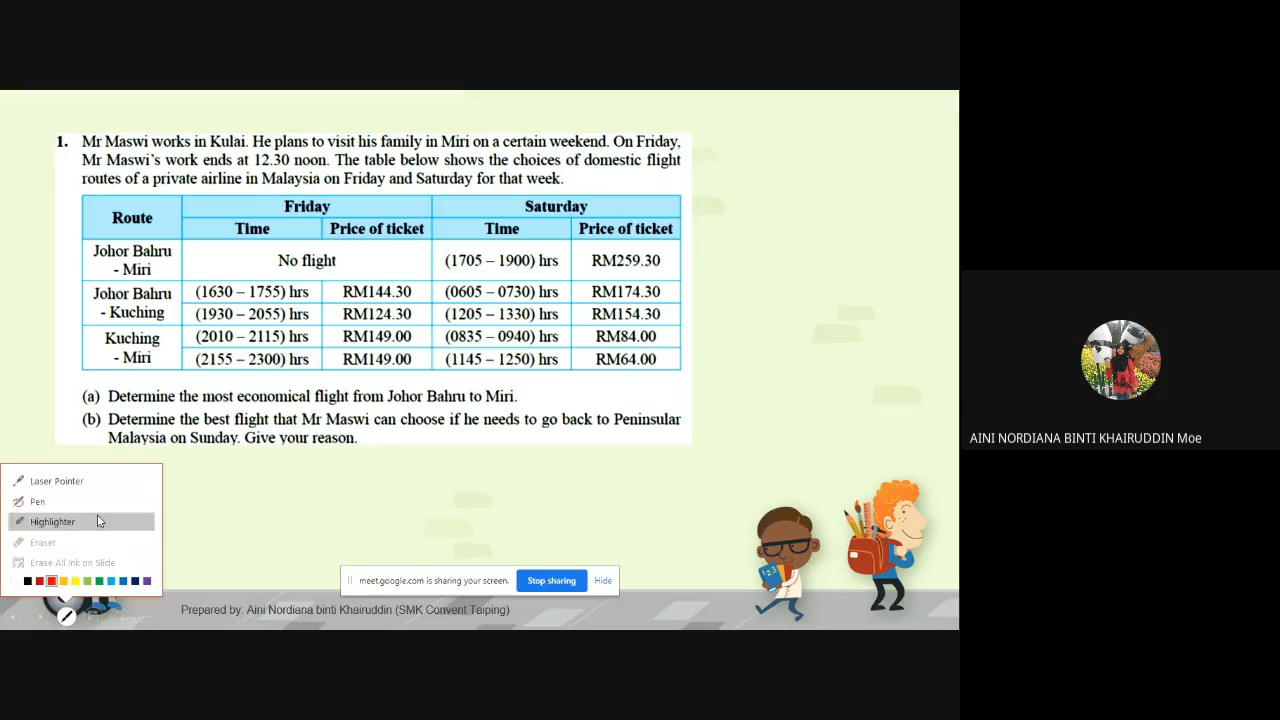 1. Mr Maswi works in Kulai. He plans to visit his family in Miri on a certain weekend. On Friday,
Mr Maswi's work ends at 12.30 noon. The table below shows the choices of domestic flight
routes of a private airline in Malaysia on Friday and Saturday for that week.
Route Friday Saturday
Time Price of ticket Time Price of ticket
Johor Bahru
- Miri
No flight (1705 – 1900) hrs RM259.30
Johor Bahru
- Kuching
(1630 – 1755) hrs RM144.30 (0605 – 0730) hrs RM174.30
(1930 – 2055) hrs RM124.30 (1205 – 1330) hrs RM154.30
Kuching
- Miri
(2010 – 2115) hrs RM149.00 (0835 – 0940) hrs RM84.00
(2155 – 2300) hrs RM149.00 (1145 – 1250) hrs RM64.00
(a) Determine the most economical flight from Johor Bahru to Miri.
(b) Determine the best flight that Mr Maswi can choose if he needs to go back to Peninsular
Malaysia on Sunday. Give your reason.
Laser Pointer
Pen
Highlighter
Eraser
Erase All Ink on Slide
meet.google.com is sharing your screen. Stop sharing Hide
Prepared by: Aini Nordiana binti Khairuddin (SMK Convent Taiping)
AINI NORDIANA BINTI KHAIRUDDIN Moe